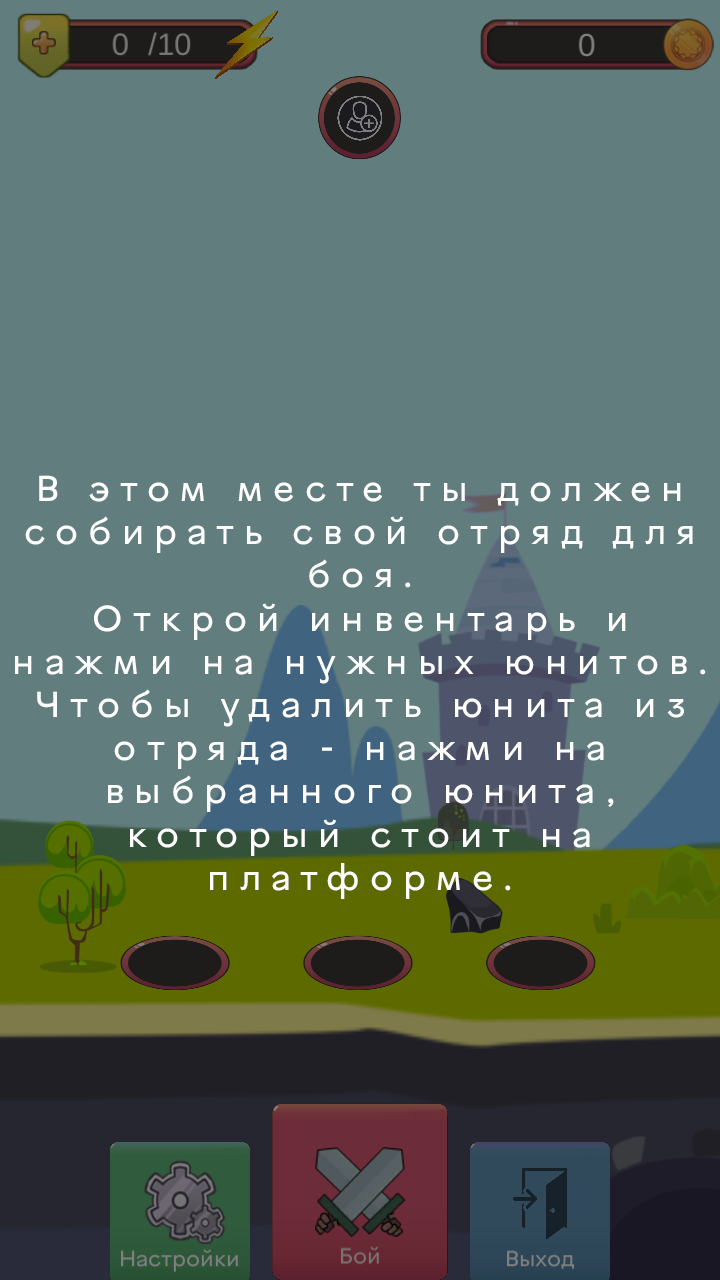 0 /10
0
В этом месте ты должен
собирать свой отряд для
боя.
Открой инвентарь и
нажми на нужных юнитов.
Чтобы удалить юнита из
отряда - нажми на
выбранного юнита,
который стоит на
платформе.
Настройки
Бой
Выход